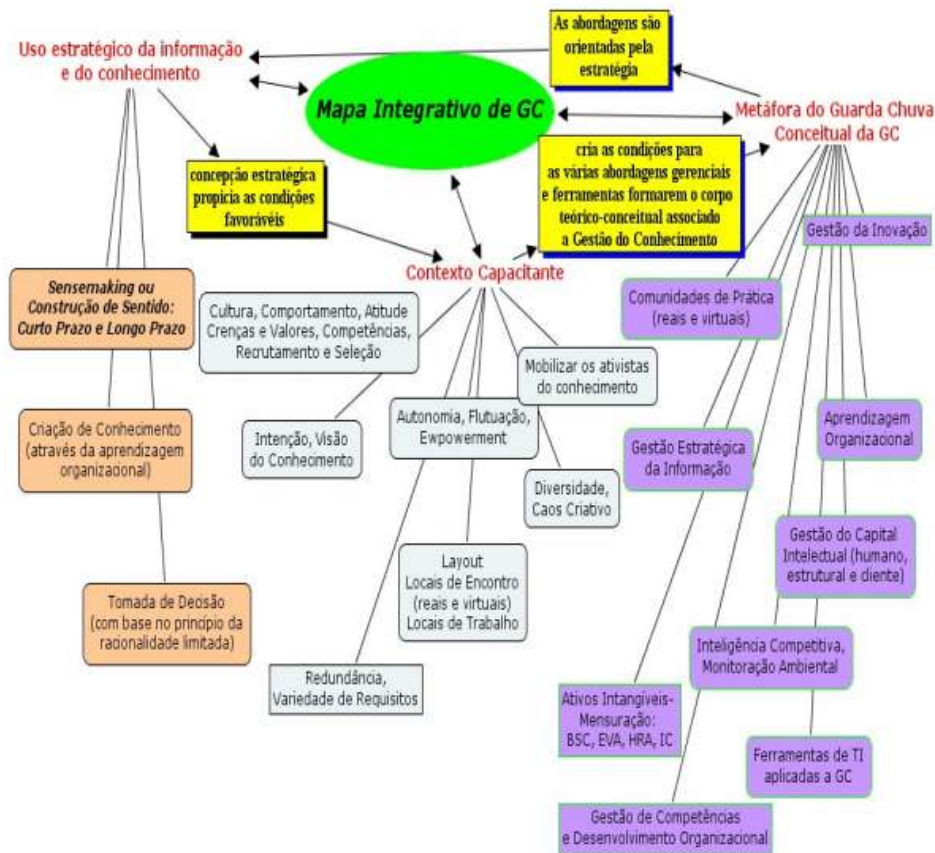 As abordagens são
orientadas pela
estratégia
Uso estratégico da informação
e do conhecimento
Mapa Integrativo de GC
Metáfora do Guarda Chuva
Conceitual da GC
concepção estratégica
propicia as condições
favoráveis
cria as condições para
as várias abordagens gerenciais
e ferramentas formarem o corpo
teórico-conceitual associado
a Gestão do Conhecimento
Gestão da Inovação
Contexto Capacitante
Sensemaking ou
Construção de Sentido:
Curto Prazo e Longo Prazo
Cultura, Comportamento, Atitude
Crenças e Valores, Competências,
Recrutamento e Seleção
Comunidades de Prática
(reais e virtuais)
Mobilizar os ativistas
do conhecimento
Criação de Conhecimento
(através da aprendizagem
organizacional)
Intenção, Visão
do Conhecimento
Autonomia, Flutuação,
Ewpowerment
Aprendizagem
Organizacional
Gestão Estratégica
da Informação
Diversidade,
Caos Criativo
Gestão do Capital
Intelectual (humano,
estrutural e cliente)
Layout
Locais de Encontro
(reais e virtuais)
Locais de Trabalho
Tomada de Decisão
(com base no princípio da
racionalidade limitada)
Inteligência Competitiva,
Monitoração Ambiental
Redundância,
Variedade de Requisitos
Ativos Intangíveis-
Mensuração:
BSC, EVA, HRA, IC
Ferramentas de TI
aplicadas a GC
Gestão de Competências
e Desenvolvimento Organizacional